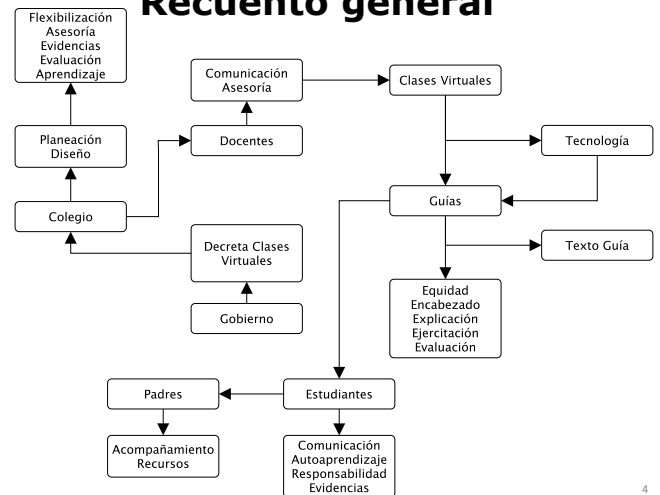 Recuento general
Flexibilización
Asesoría
Evidencias
Evaluación
Aprendizaje
Comunicación
Asesoría
Clases Virtuales
Planeación
Diseño
Docentes
Tecnología
Colegio
Guías
Decreta Clases
Virtuales
Texto Guía
Gobierno
Equidad
Encabezado
Explicación
Ejercitación
Evaluación
Padres
Estudiantes
Acompañamiento
Recursos
Comunicación
Autoaprendizaje
Responsabilidad
Evidencias
4